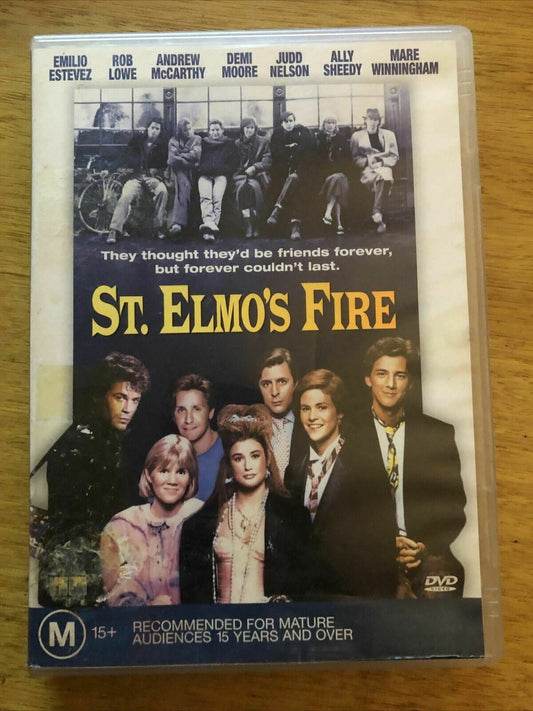 EMILIO ROB ANDREW DEMI JUDD ALLY MARE
ESTEVEZ LOWE McCARTHY MOORE NELSON SHEEDY WINNINGHAM
They thought they'd be friends forever,
but forever couldn't last.
ST. ELMO'S FIRE
DVD
VIDEO
M 15+ RECOMMENDED FOR MATURE
AUDIENCES 15 YEARS AND OVER